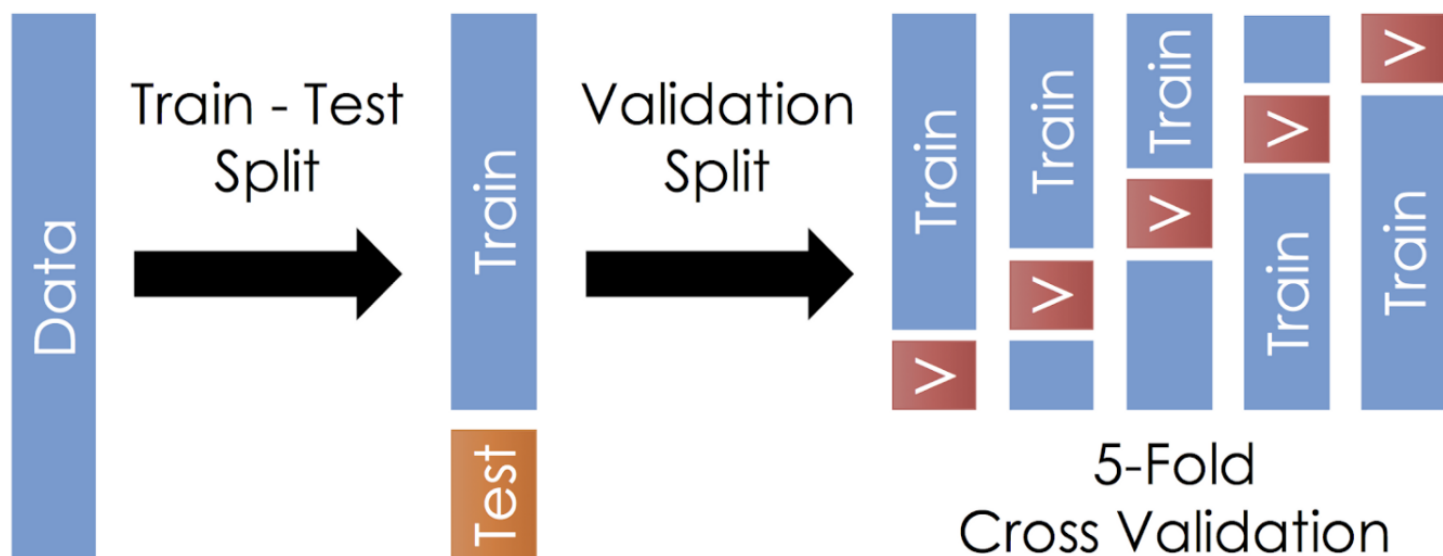 Data
Train - Test
Split
Train
Test
Validation
Split
Train
V
Train
V
Train
V
V
Train
V
Train
5-Fold
Cross Validation